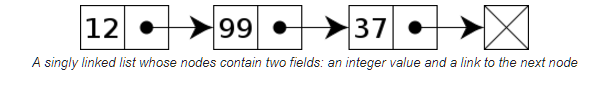 12 99 37
A singly linked list whose nodes contain two fields: an integer value and a link to the next node